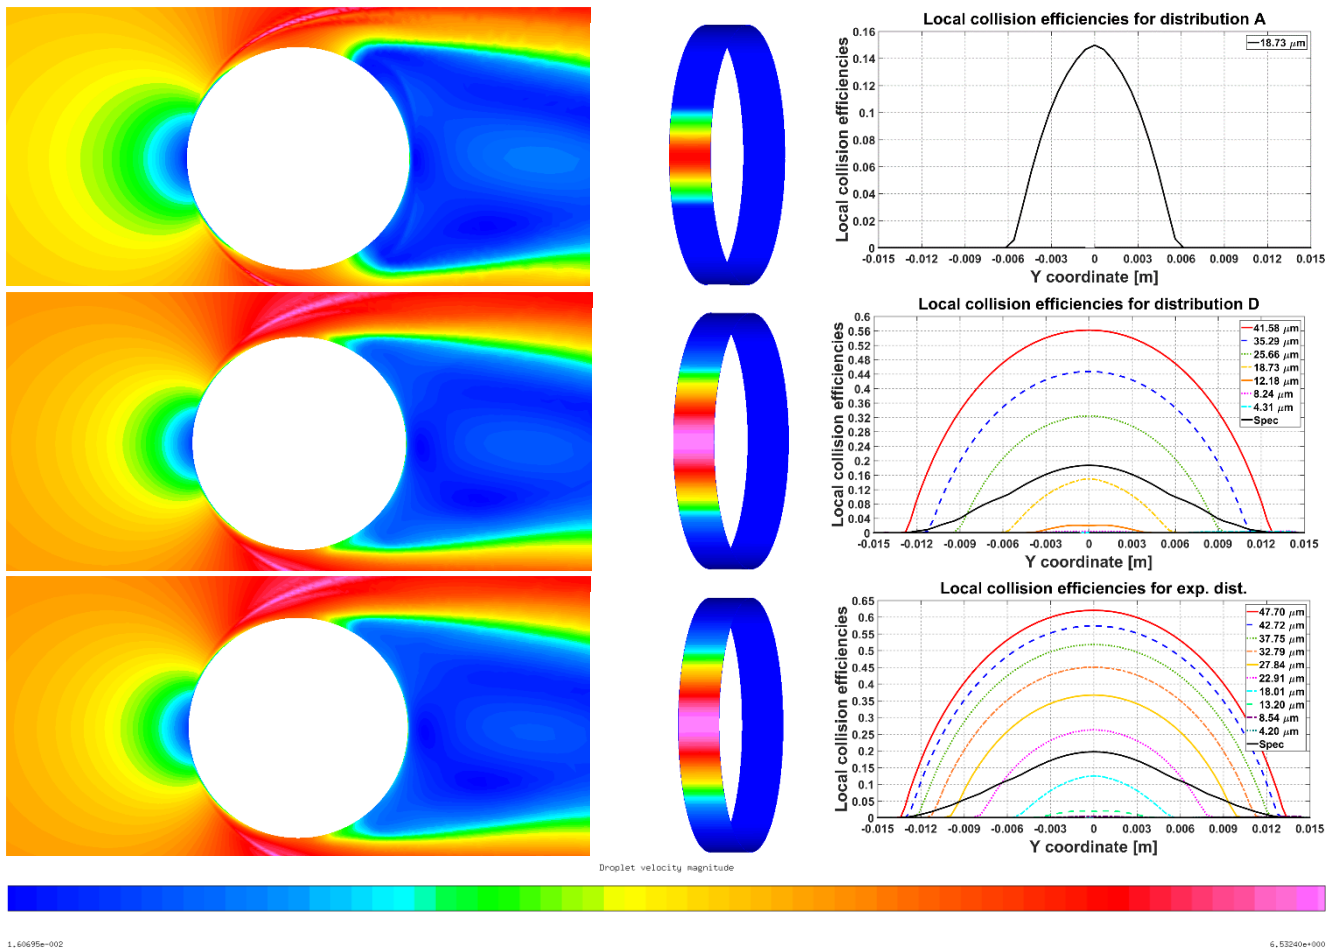 Local collision efficiencies for distribution A
Local collision efficiencies
0.16
0.14
0.12
0.1
0.08
0.06
0.04
0.02
0
18.73 μm
-0.015 -0.012 -0.009 -0.006 -0.003 0 0.003 0.006 0.009 0.012 0.015
Y coordinate [m]
Local collision efficiencies for distribution D
Local collision efficiencies
0.6
0.56
0.52
0.48
0.44
0.4
0.36
0.32
0.28
0.24
0.2
0.16
0.12
0.08
0.04
0
41.58 μm
35.29 μm
25.66 μm
18.73 μm
12.18 μm
8.24 μm
4.31 μm
Spec
-0.015 -0.012 -0.009 -0.006 -0.003 0 0.003 0.006 0.009 0.012 0.015
Y coordinate [m]
Local collision efficiencies for exp. dist.
Local collision efficiencies
0.65
0.6
0.55
0.5
0.45
0.4
0.35
0.3
0.25
0.2
0.15
0.1
0.05
0
47.70 μm
42.72 μm
37.75 μm
32.79 μm
27.84 μm
22.91 μm
18.01 μm
13.20 μm
8.54 μm
4.20 μm
Spec
-0.015 -0.012 -0.009 -0.006 -0.003 0 0.003 0.006 0.009 0.012 0.015
Y coordinate [m]
Droplet velocity magnitude
1.60695e-002 6.53240e+000